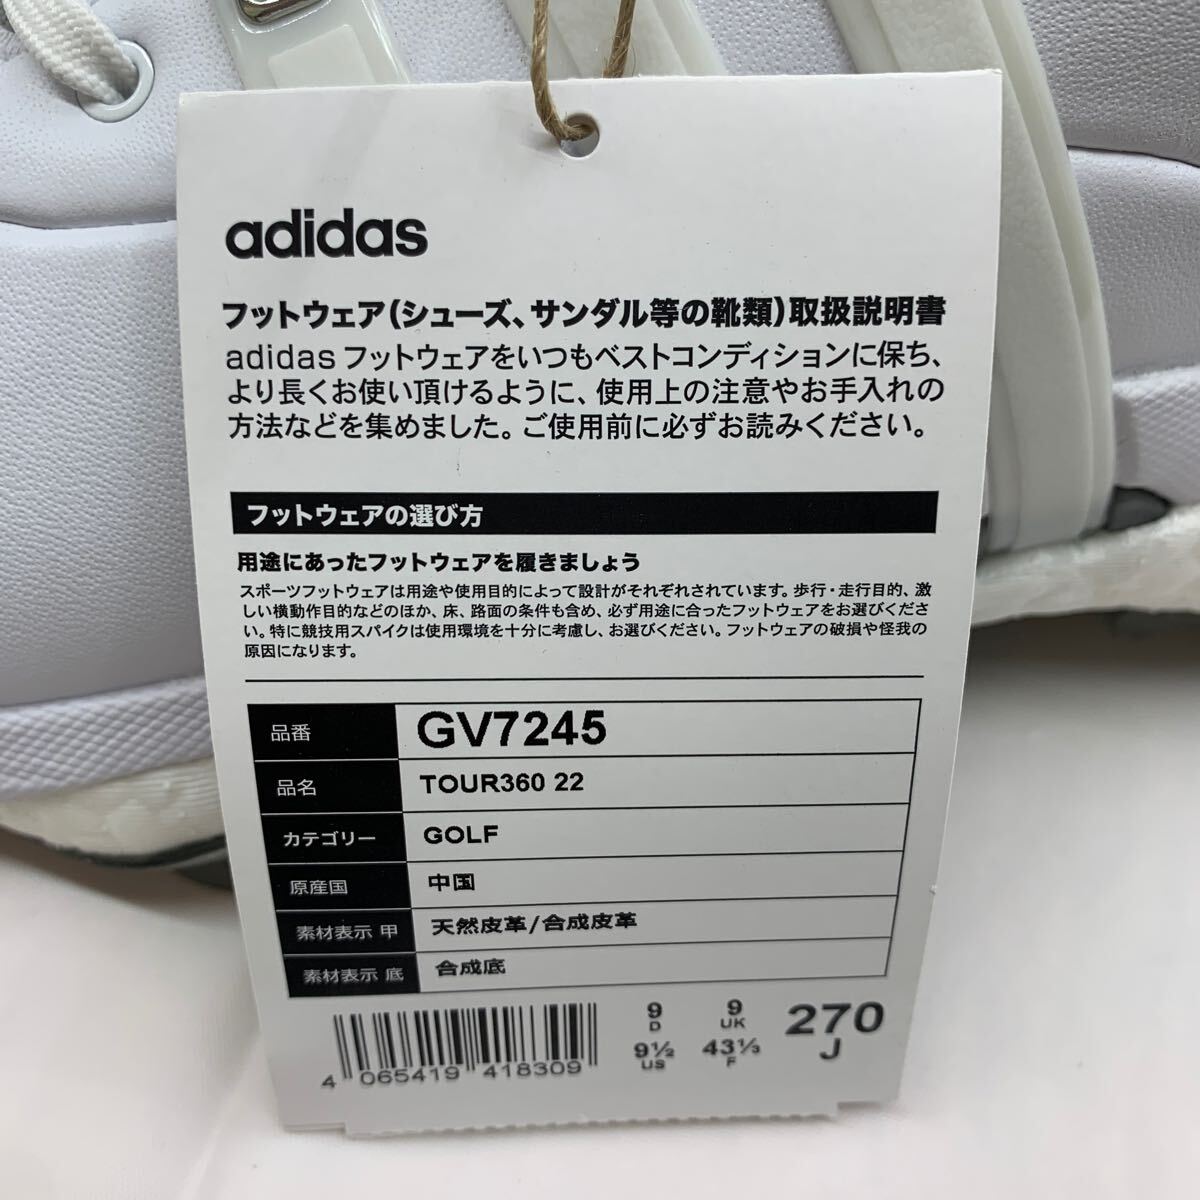 adidas
フットウェア(シューズ、サンダル等の靴類)取扱説明書
adidas フットウェアをいつもベストコンディションに保ち、
より長くお使い頂けるように、使用上の注意やお手入れの
方法などを集めました。ご使用前に必ずお読みください。
フットウェアの選び方
用途にあったフットウェアを履きましょう
スポーツフットウェアは用途や使用目的によって設計がそれぞれされています。歩行・走行目的、激
しい横動作目的などのほか、床、路面の条件も含め、必ず用途に合ったフットウェアをお選びくださ
い。特に競技用スパイクは使用環境を十分に考慮し、お選びください。フットウェアの破損や怪我の
原因になります。
品番 GV7245
品名 TOUR360 22
カテゴリー GOLF
原産国 中国
素材表示 甲 天然皮革/合成皮革
素材表示 底 合成底
9 9 270
D UK J
9½ 43⅓
US F
4 065419 418309